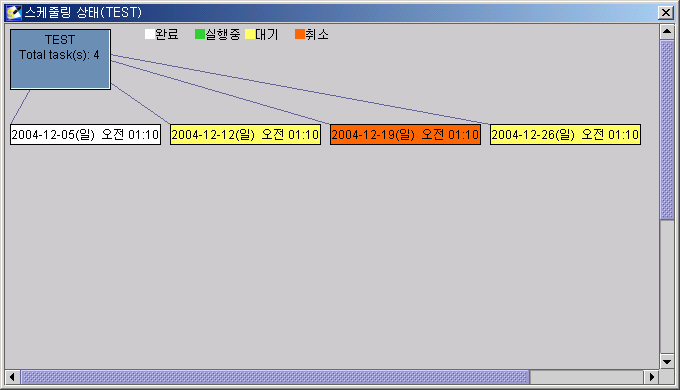 스케줄링 상태(TEST)
TEST
Total task(s): 4
완료 실행중 대기 취소
2004-12-05(일) 오전 01:10 2004-12-12(일) 오전 01:10 2004-12-19(일) 오전 01:10 2004-12-26(일) 오전 01:10